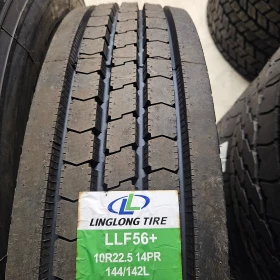 LINGLONG TIRE
LLF56+
10R22.5 14PR
144/142L